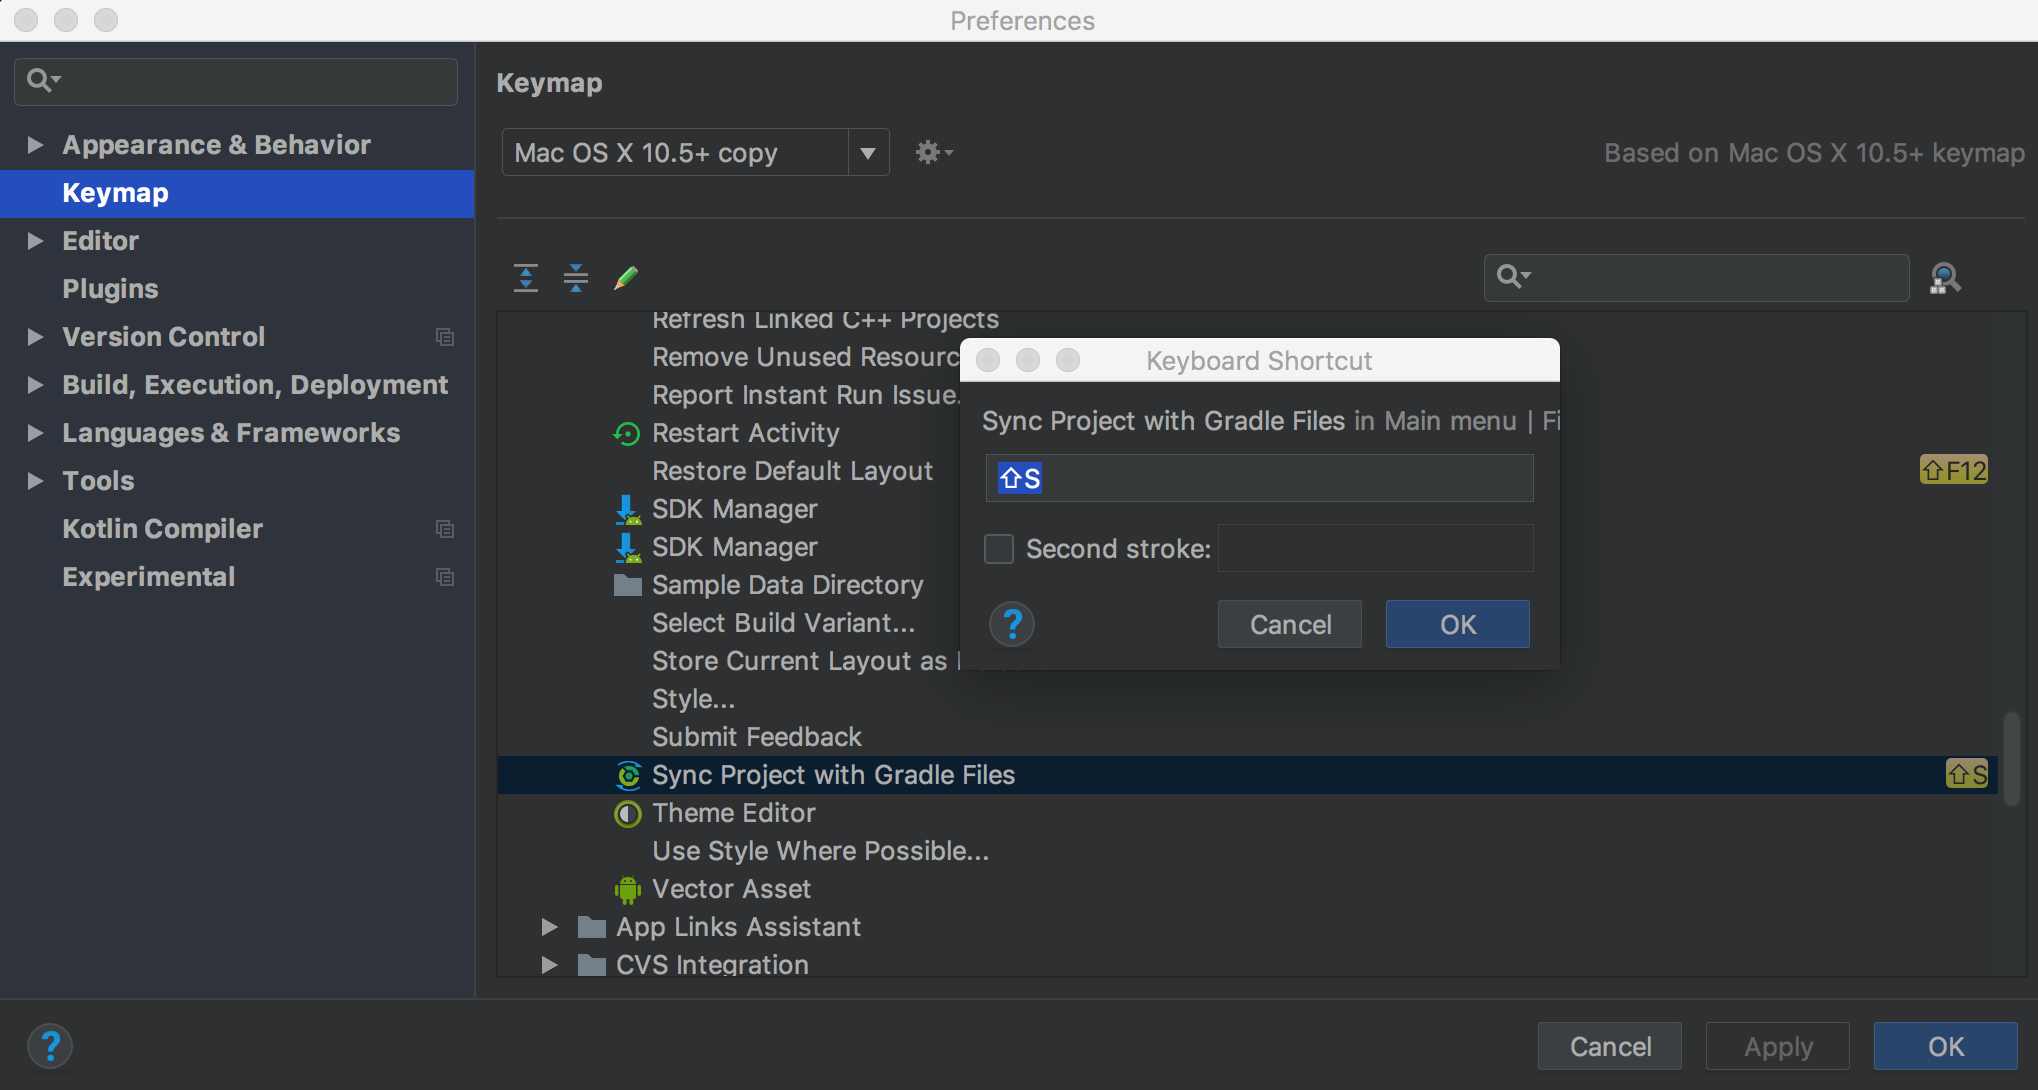 Preferences
Appearance & Behavior
Keymap
Editor
Plugins
Version Control
Build, Execution, Deployment
Languages & Frameworks
Tools
Kotlin Compiler
Experimental
Keymap
Mac OS X 10.5+ copy
Based on Mac OS X 10.5+ keymap
Refresh Linked C++ Projects
Remove Unused Resourc
Report Instant Run Issue.
Restart Activity
Restore Default Layout
⇧F12
SDK Manager
SDK Manager
Sample Data Directory
Select Build Variant...
Store Current Layout as
Style...
Submit Feedback
Sync Project with Gradle Files
⇧S
Theme Editor
Use Style Where Possible...
Vector Asset
App Links Assistant
CVS Integration
Keyboard Shortcut
Sync Project with Gradle Files in Main menu | Fi
⇧S
Second stroke:
?
Cancel
OK
?
Cancel
Apply
OK